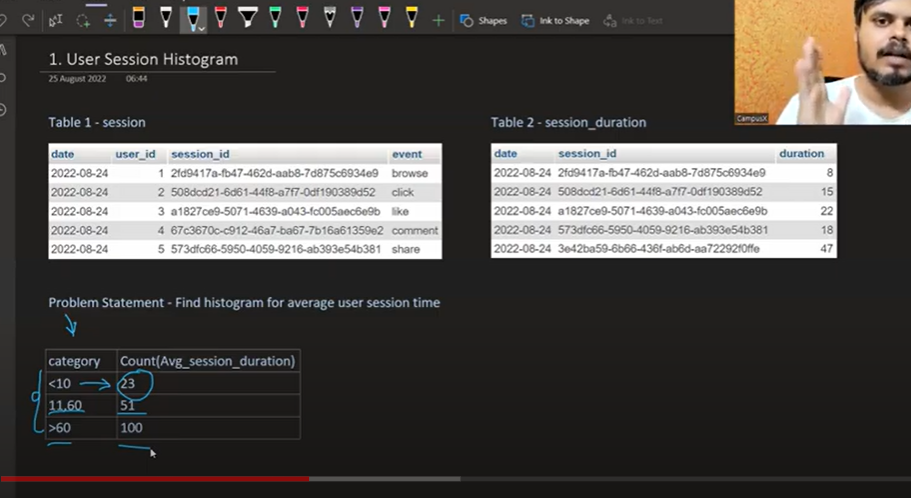 Shapes Ink to Shape Ink to Text
1. User Session Histogram
25 August 2022 06:44
CampusX
Table 1 - session
Table 2 - session_duration
date user_id session_id event
2022-08-24 1 2fd9417a-fb47-462d-aab8-7d875c6934e9 browse
2022-08-24 2 508dcd21-6d61-44f8-a7f7-0df190389d52 click
2022-08-24 3 a1827ce9-5071-4639-a043-fc005aec6e9b like
2022-08-24 4 67c3670c-c912-46a7-ba67-7b16a61359e2 comment
2022-08-24 5 573dfc66-5950-4059-9216-ab393e54b381 share
date session_id duration
2022-08-24 2fd9417a-fb47-462d-aab8-7d875c6934e9 8
2022-08-24 508dcd21-6d61-44f8-a7f7-0df190389d52 15
2022-08-24 a1827ce9-5071-4639-a043-fc005aec6e9b 22
2022-08-24 573dfc66-5950-4059-9216-ab393e54b381 18
2022-08-24 3e42ba59-6b66-436f-ab6d-aa72292f0ffe 47
Problem Statement - Find histogram for average user session time
category Count(Avg_session_duration)
<10 23
11.60 51
>60 100